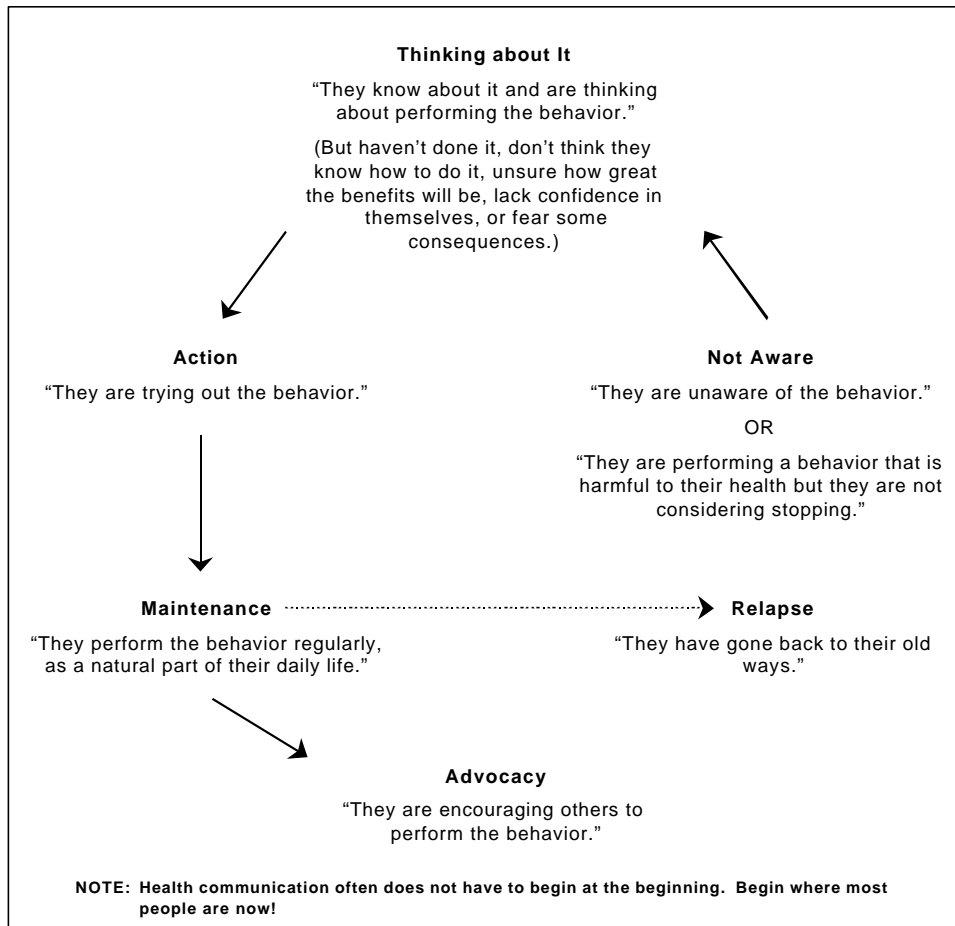 Thinking about It
“They know about it and are thinking
about performing the behavior.”
(But haven’t done it, don’t think they
know how to do it, unsure how great
the benefits will be, lack confidence in
themselves, or fear some
consequences.)
Action
“They are trying out the behavior.”
Not Aware
“They are unaware of the behavior.”
OR
“They are performing a behavior that is
harmful to their health but they are not
considering stopping.”
Maintenance
“They perform the behavior regularly,
as a natural part of their daily life.”
Relapse
“They have gone back to their old
ways.”
Advocacy
“They are encouraging others to
perform the behavior.”
NOTE: Health communication often does not have to begin at the beginning. Begin where most
people are now!